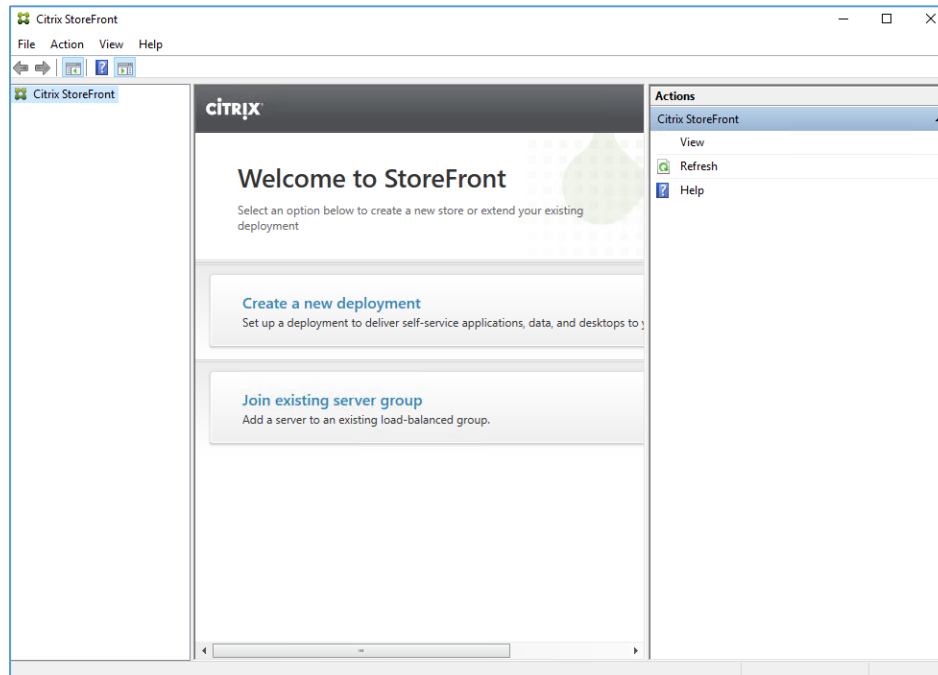 Citrix StoreFront
File Action View Help
Citrix StoreFront
CİTRIX
Welcome to StoreFront
Select an option below to create a new store or extend your existing
deployment
Create a new deployment
Set up a deployment to deliver self-service applications, data, and desktops to
Join existing server group
Add a server to an existing load-balanced group.
Actions
Citrix StoreFront
View
Refresh
Help